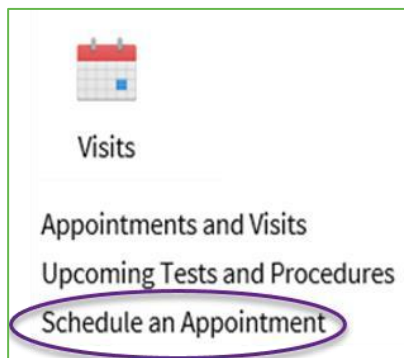 Visits
Appointments and Visits
Upcoming Tests and Procedures
Schedule an Appointment